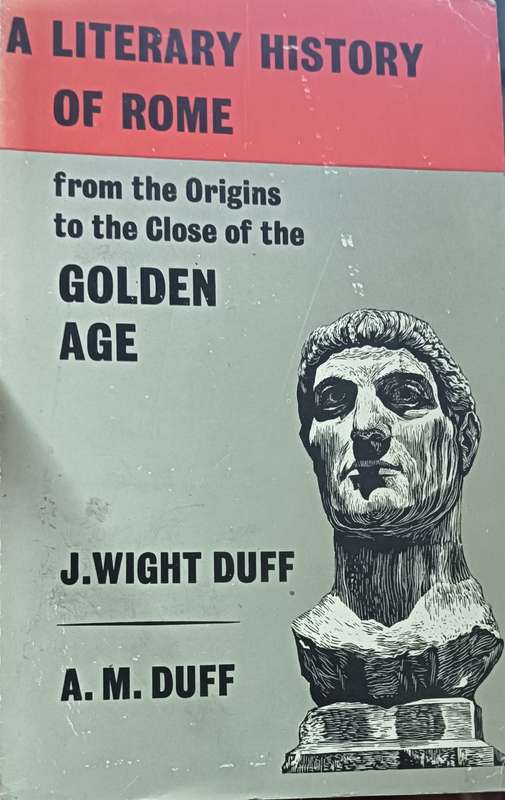 A LITERARY HISTORY
OF ROME
from the Origins
to the Close of the
GOLDEN
AGE
J. WIGHT DUFF
A. M. DUFF